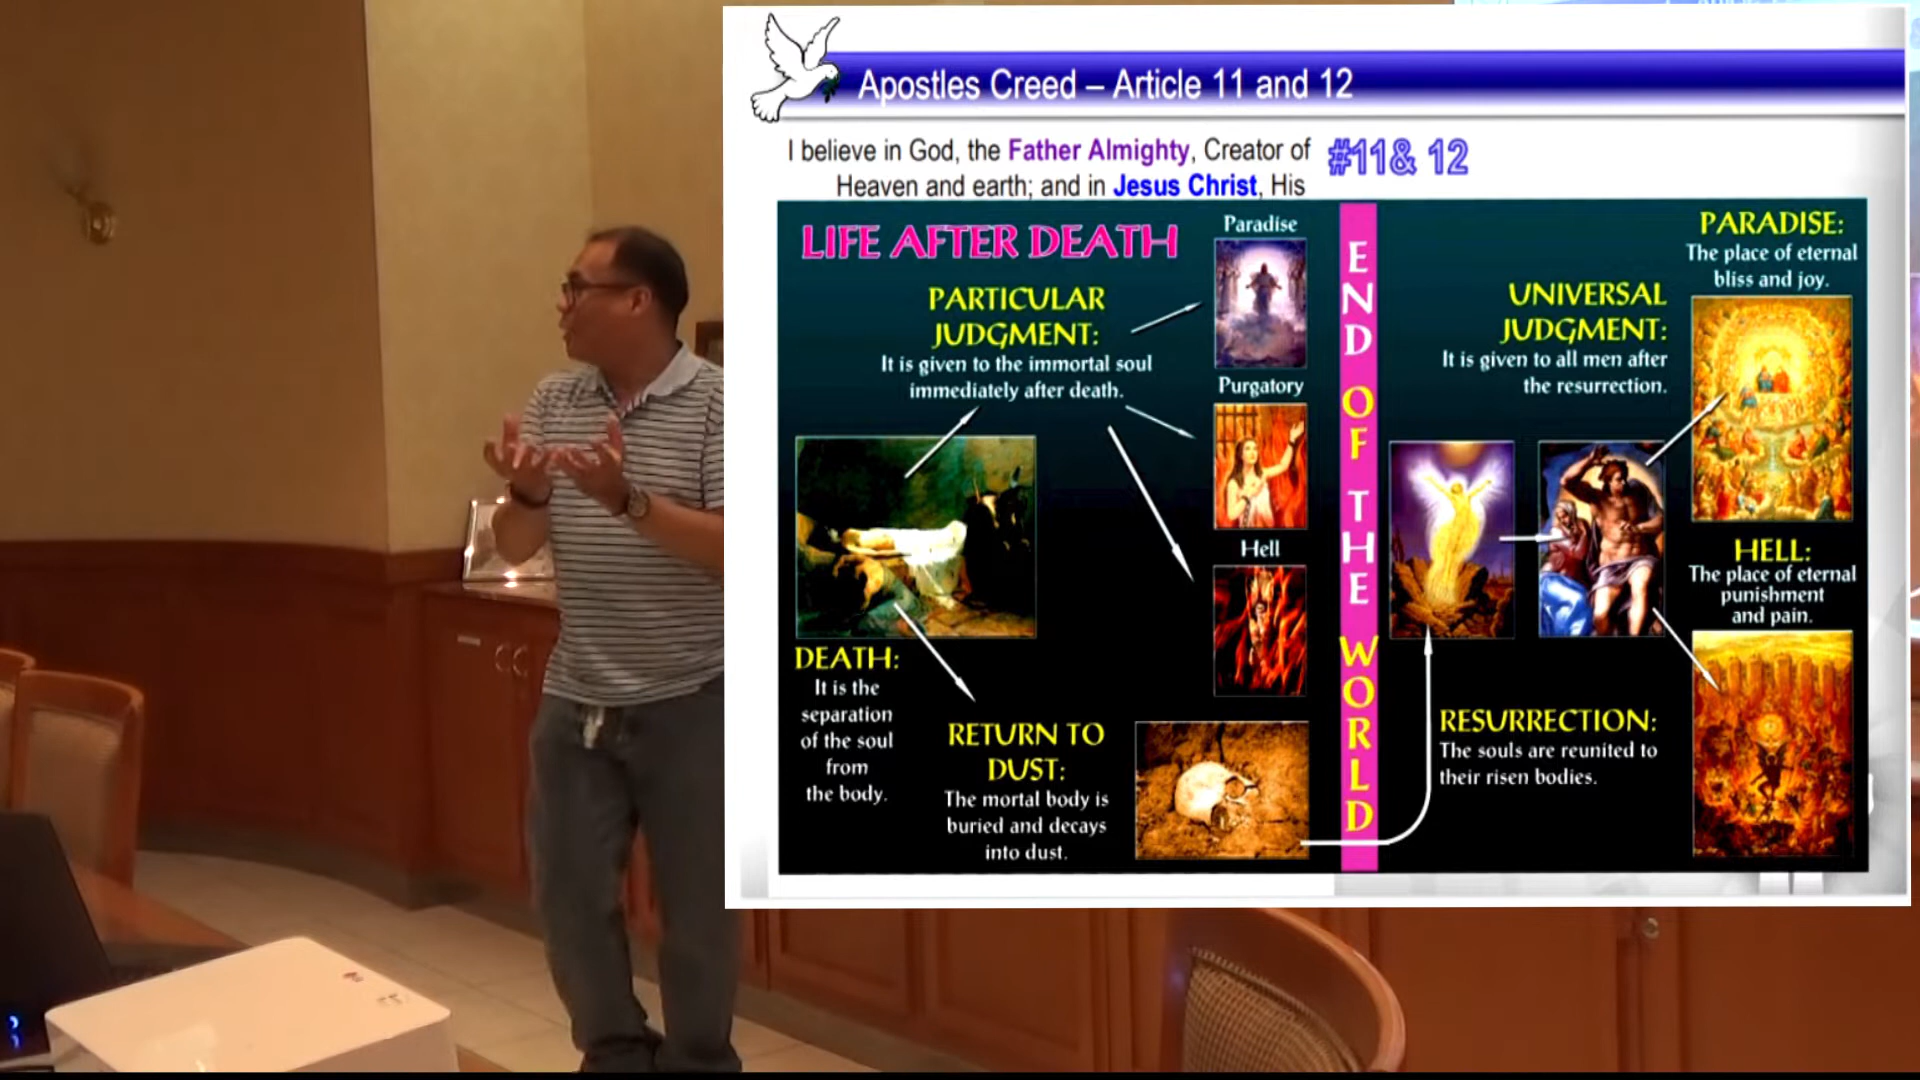 Apostles Creed – Article 11 and 12
I believe in God, the Father Almighty, Creator of
Heaven and earth; and in Jesus Christ, His
#11& 12
LIFE AFTER DEATH
PARTICULAR
JUDGMENT:
It is given to the immortal soul
immediately after death.
Paradise
Purgatory
Hell
DEATH:
It is the
separation
of the soul
from
the body.
RETURN TO
DUST:
The mortal body is
buried and decays
into dust.
END OF THE WORLD
UNIVERSAL
JUDGMENT:
It is given to all men after
the resurrection.
RESURRECTION:
The souls are reunited to
their risen bodies.
PARADISE:
The place of eternal
bliss and joy.
HELL:
The place of eternal
punishment
and pain.